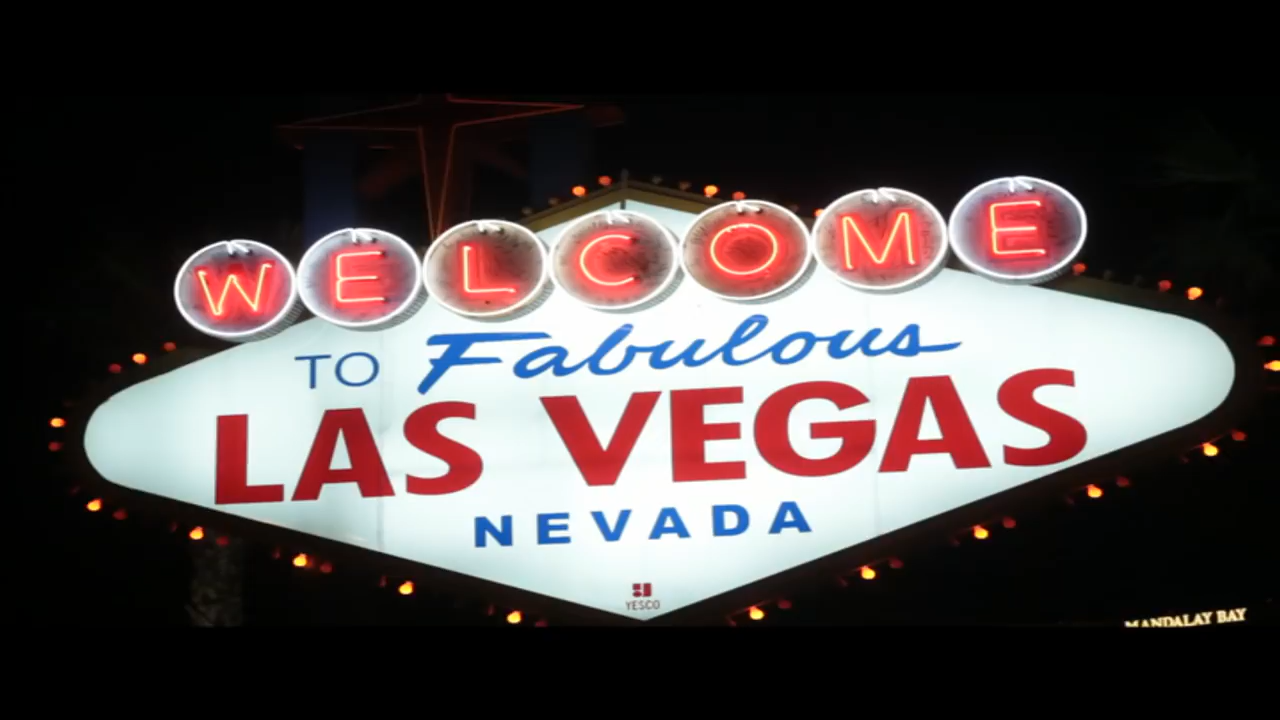 WELCOME
TO Fabulous
LAS VEGAS
NEVADA
YESCO
MANDALAY BAY